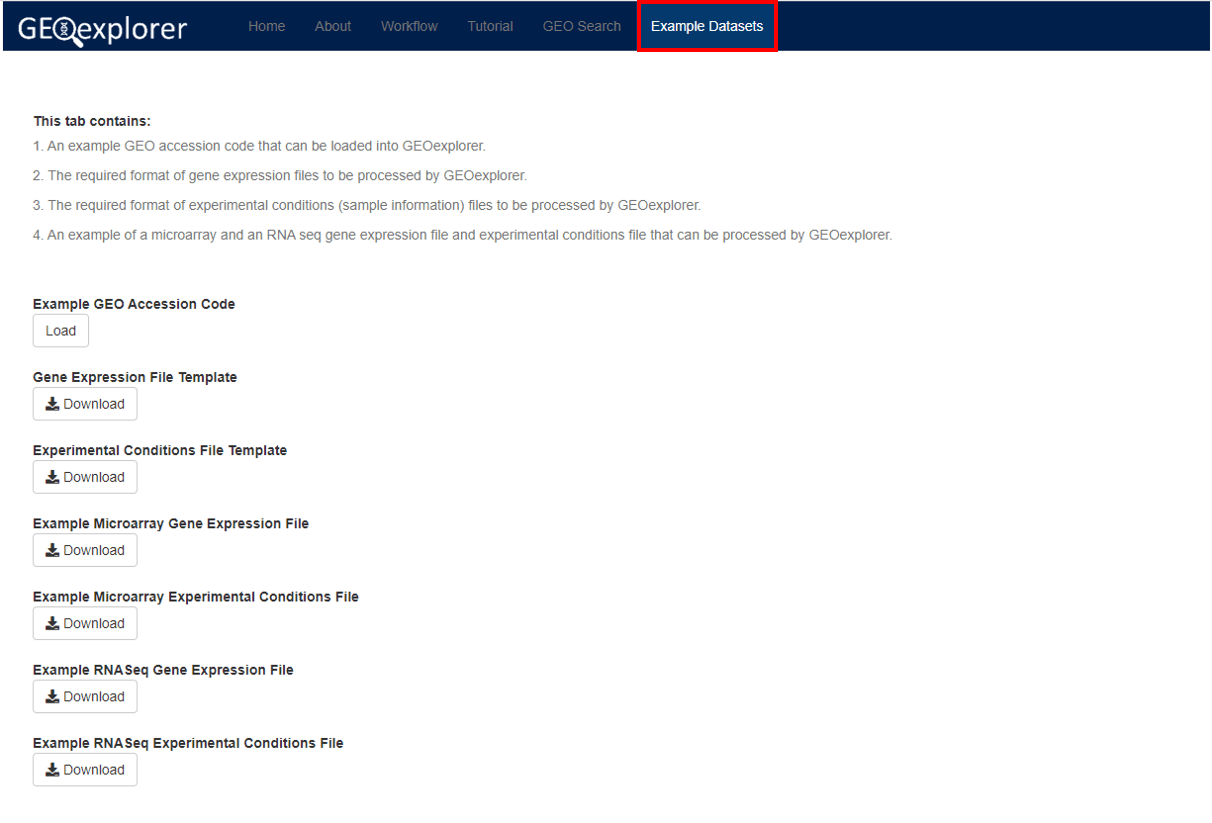 GEOexplorer Home About Workflow Tutorial GEO Search Example Datasets
This tab contains:
1. An example GEO accession code that can be loaded into GEOexplorer.
2. The required format of gene expression files to be processed by GEOexplorer.
3. The required format of experimental conditions (sample information) files to be processed by GEOexplorer.
4. An example of a microarray and an RNA seq gene expression file and experimental conditions file that can be processed by GEOexplorer.
Example GEO Accession Code
Load
Gene Expression File Template
Download
Experimental Conditions File Template
Download
Example Microarray Gene Expression File
Download
Example Microarray Experimental Conditions File
Download
Example RNASeq Gene Expression File
Download
Example RNASeq Experimental Conditions File
Download